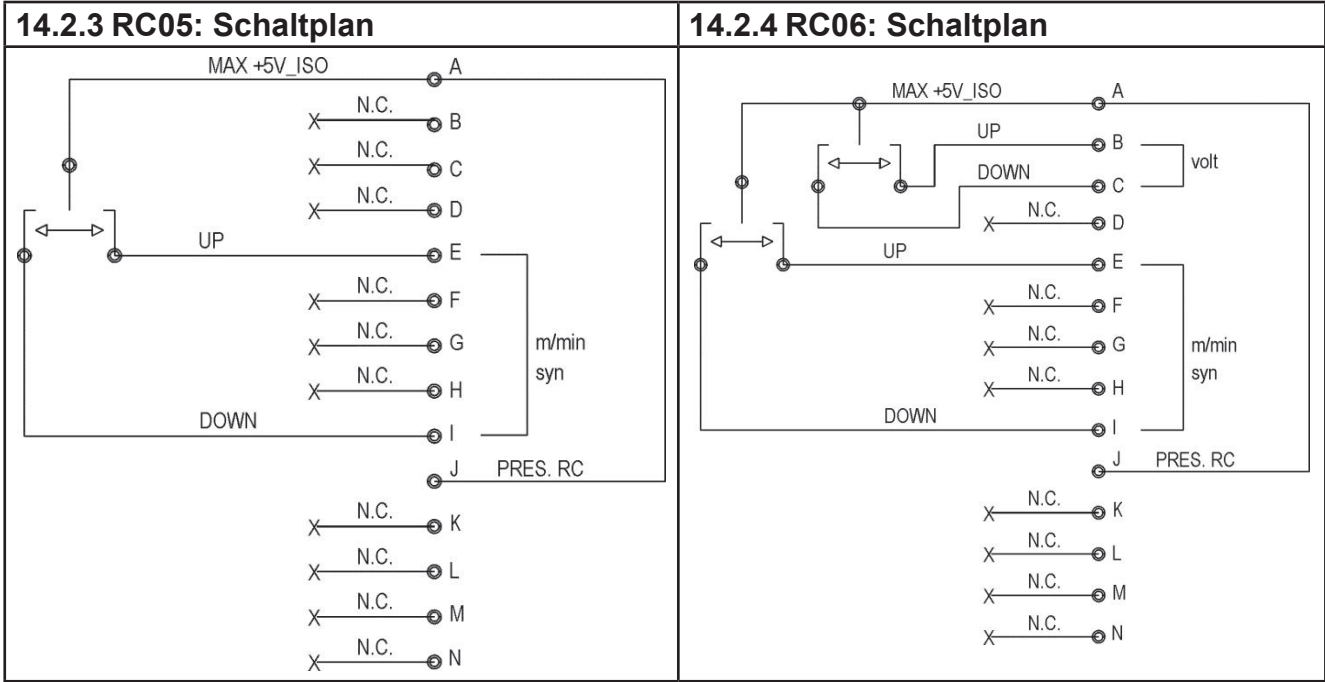 14.2.3 RC05: Schaltplan
MAX +5V_ISO A
N.C. B
N.C. C
N.C. D
UP E
N.C. F
N.C. G m/min
syn
N.C. H
DOWN I
J PRES. RC
N.C. K
N.C. L
N.C. M
N.C. N
14.2.4 RC06: Schaltplan
MAX +5V_ISO A
UP B
volt
DOWN C
N.C. D
UP E
N.C. F
N.C. G m/min
syn
N.C. H
DOWN I
J PRES. RC
N.C. K
N.C. L
N.C. M
N.C. N